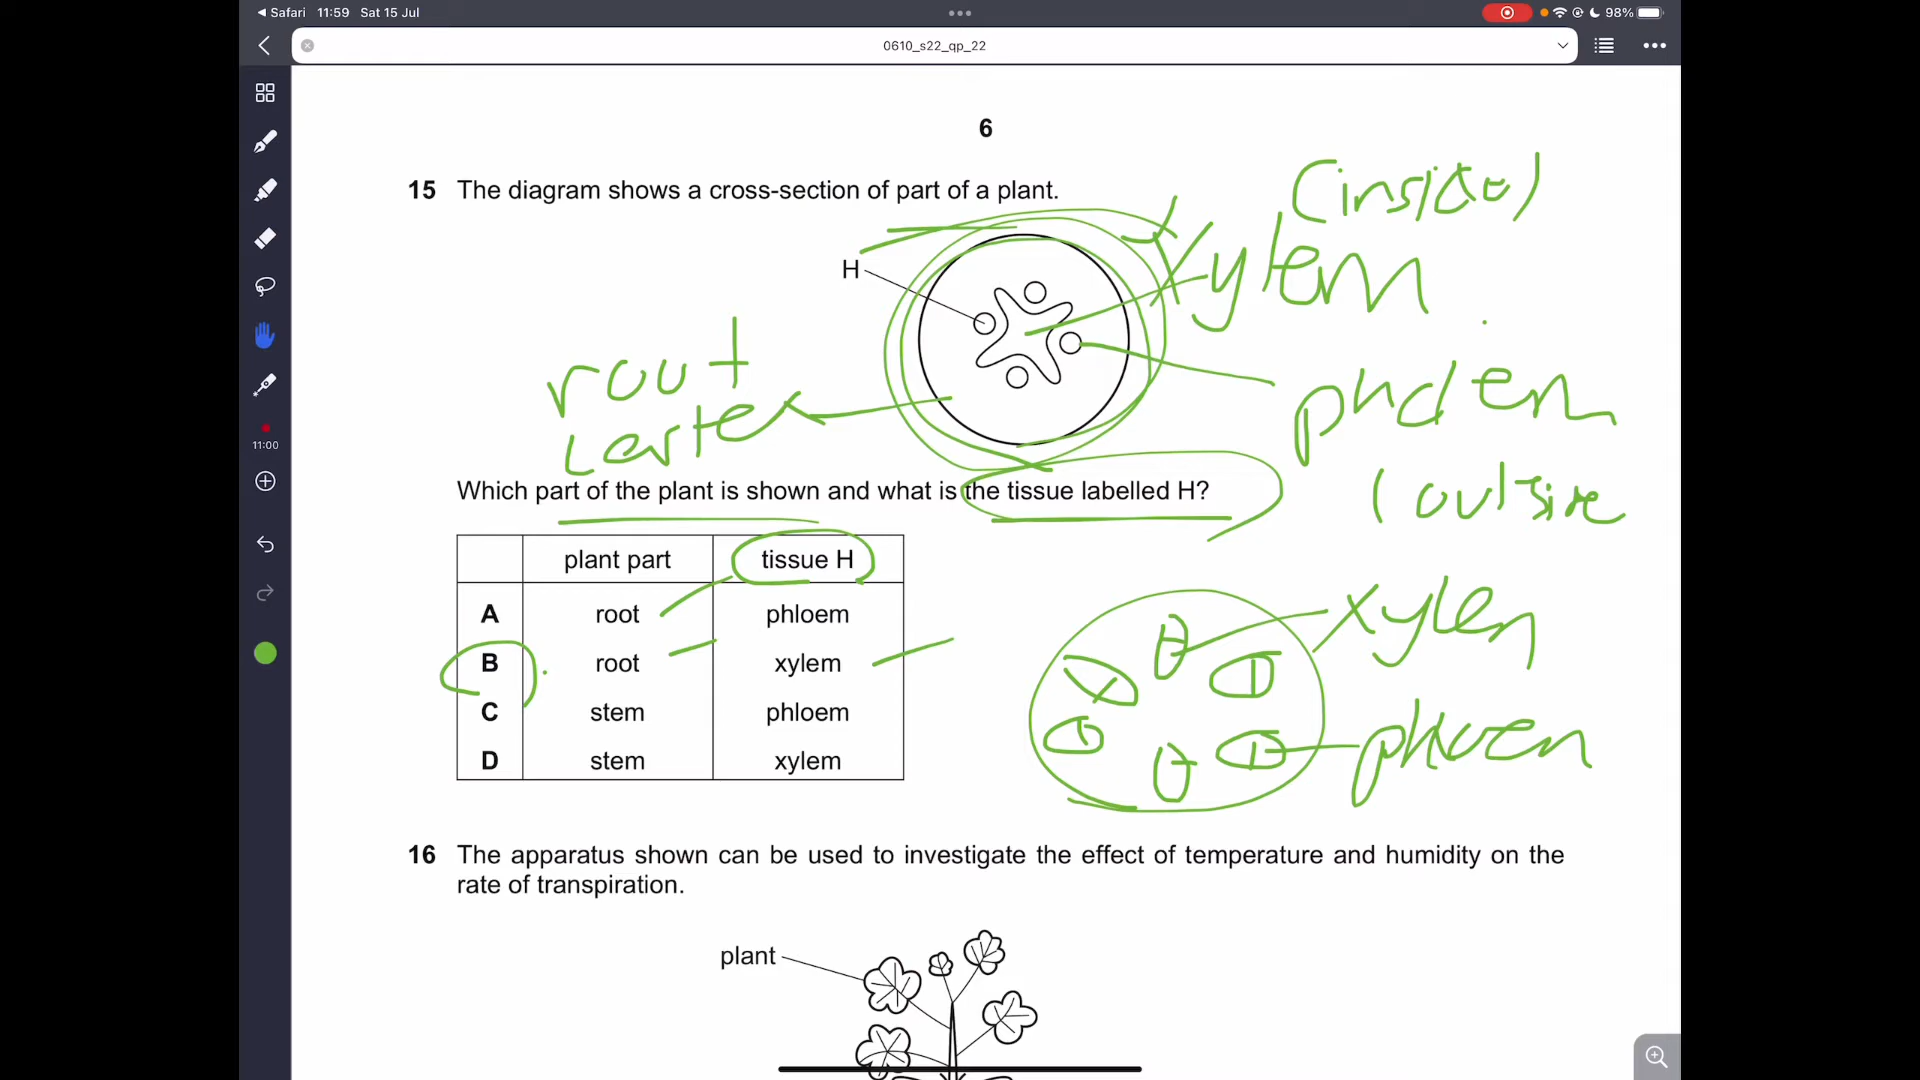 Safari 11:59 Sat 15 Jul
98%
0610_s22_qp_22
11:00
6
15 The diagram shows a cross-section of part of a plant.
(inside)
H
xylem
root
cortex
phloem
(outside
Which part of the plant is shown and what is the tissue labelled H?
plant part tissue H
A root phloem
B root xylem
C stem phloem
D stem xylem
xylem
phloem
16 The apparatus shown can be used to investigate the effect of temperature and humidity on the
rate of transpiration.
plant